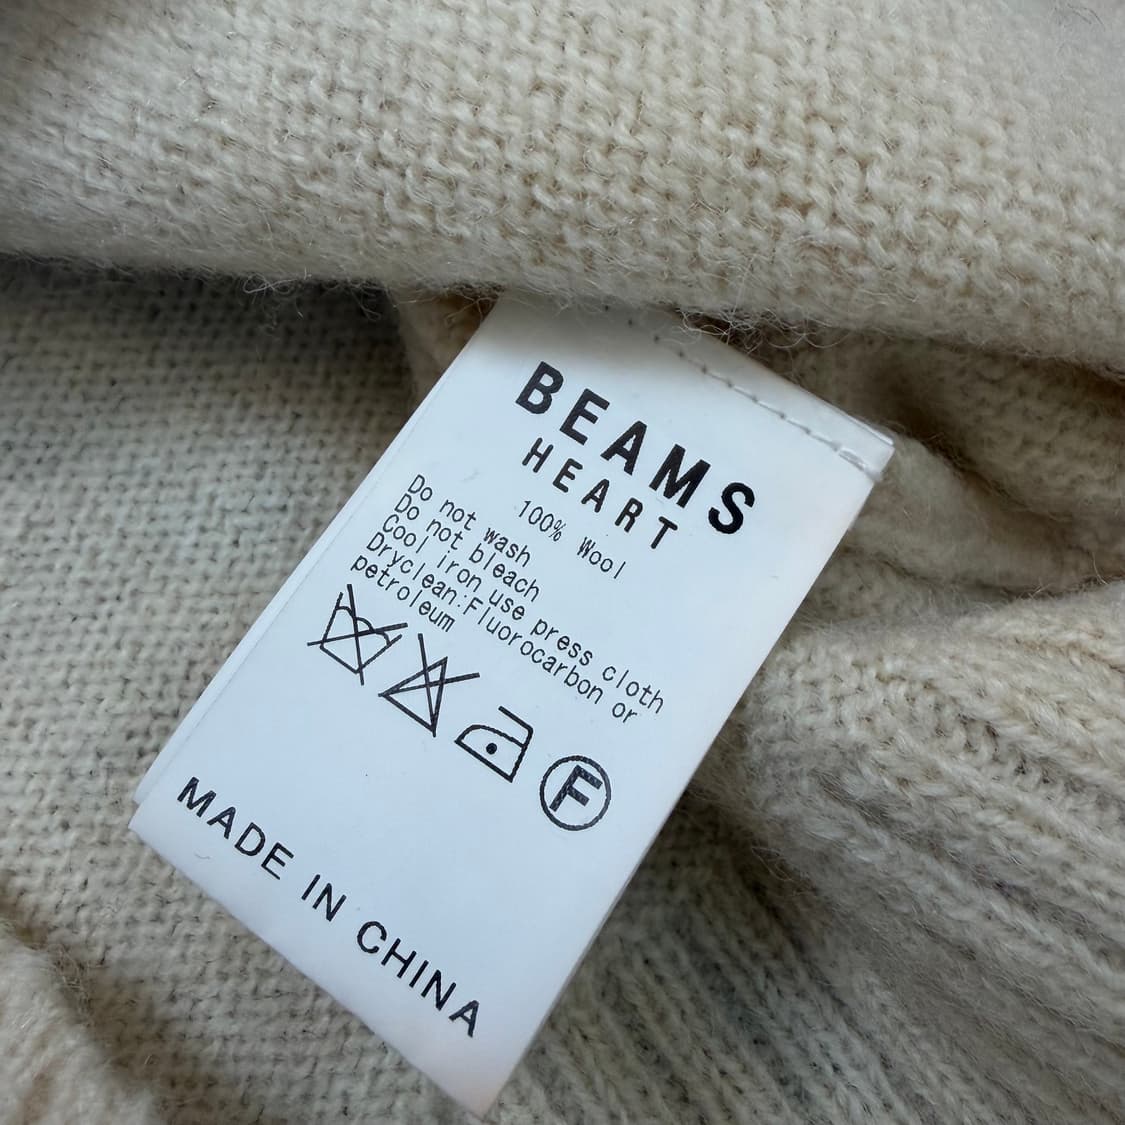 BEAMS
HEART
100% Wool
Do not wash
Do not bleach
Cool iron,use press cloth
Dryclean:Fluorocarbon or
petroleum
F
MADE IN CHINA